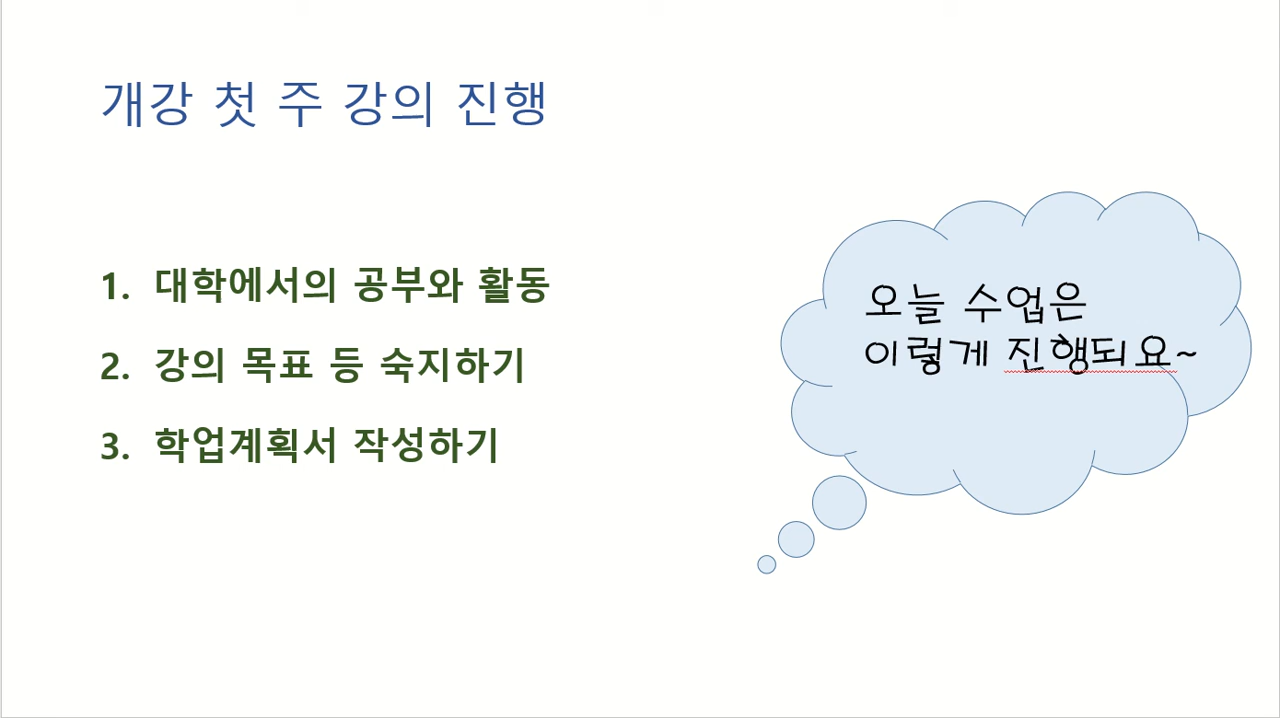 개강 첫 주 강의 진행
1. 대학에서의 공부와 활동
2. 강의 목표 등 숙지하기
3. 학업계획서 작성하기
오늘 수업은
이렇게 진행되요~